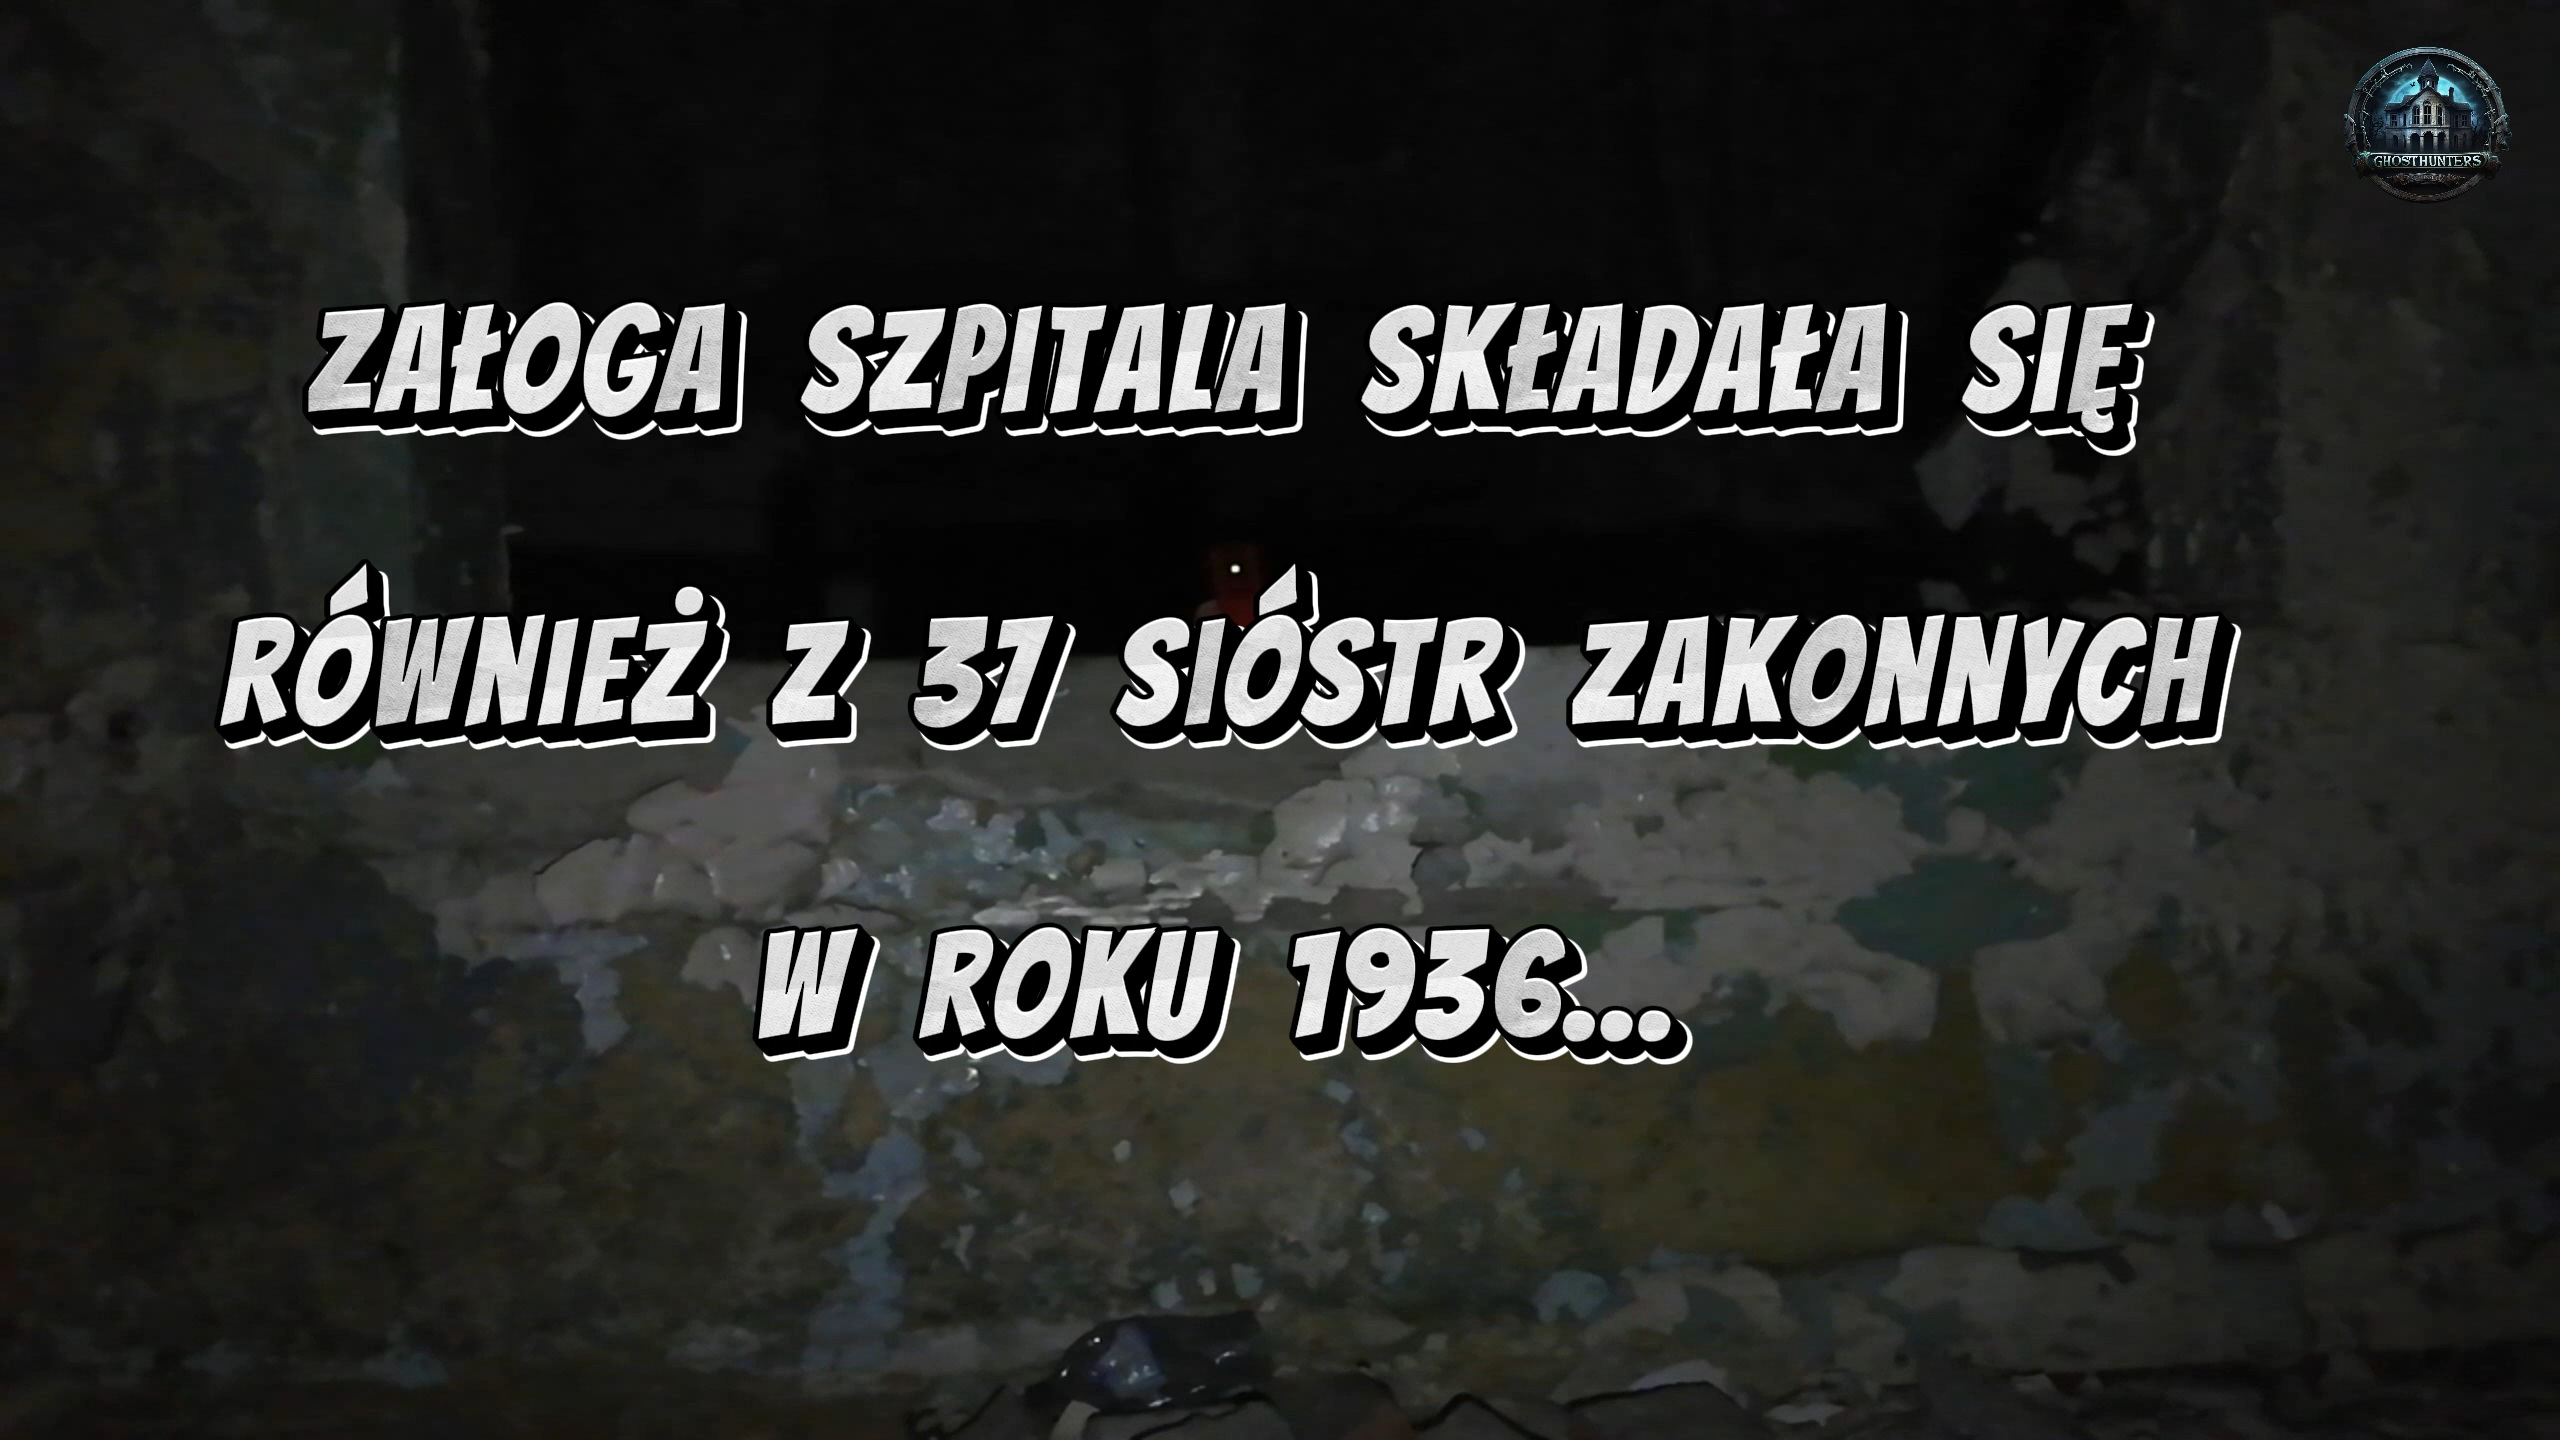 GHOSTHUNTERS
ZAŁOGA SZPITALA SKŁADAŁA SIĘ
RÓWNIEŻ Z 37 SIÓSTR ZAKONNYCH
W ROKU 1936...